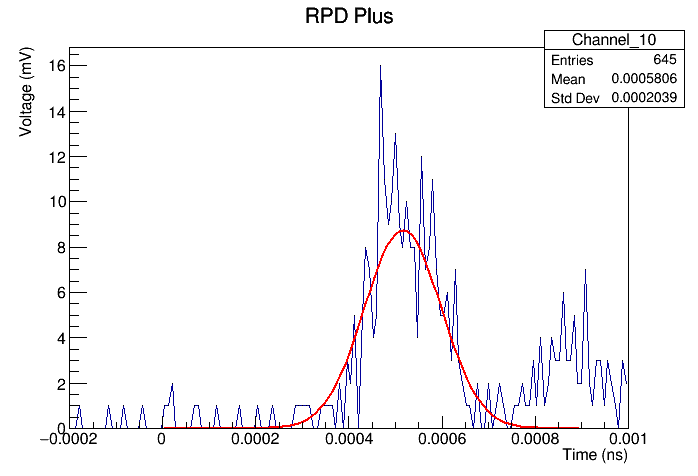 RPD Plus
Channel_10
Entries 645
Mean 0.0005806
Std Dev 0.0002039
Voltage (mV)
16
14
12
10
8
6
4
2
0
−0.0002 0 0.0002 0.0004 0.0006 0.0008 0.001
Time (ns)